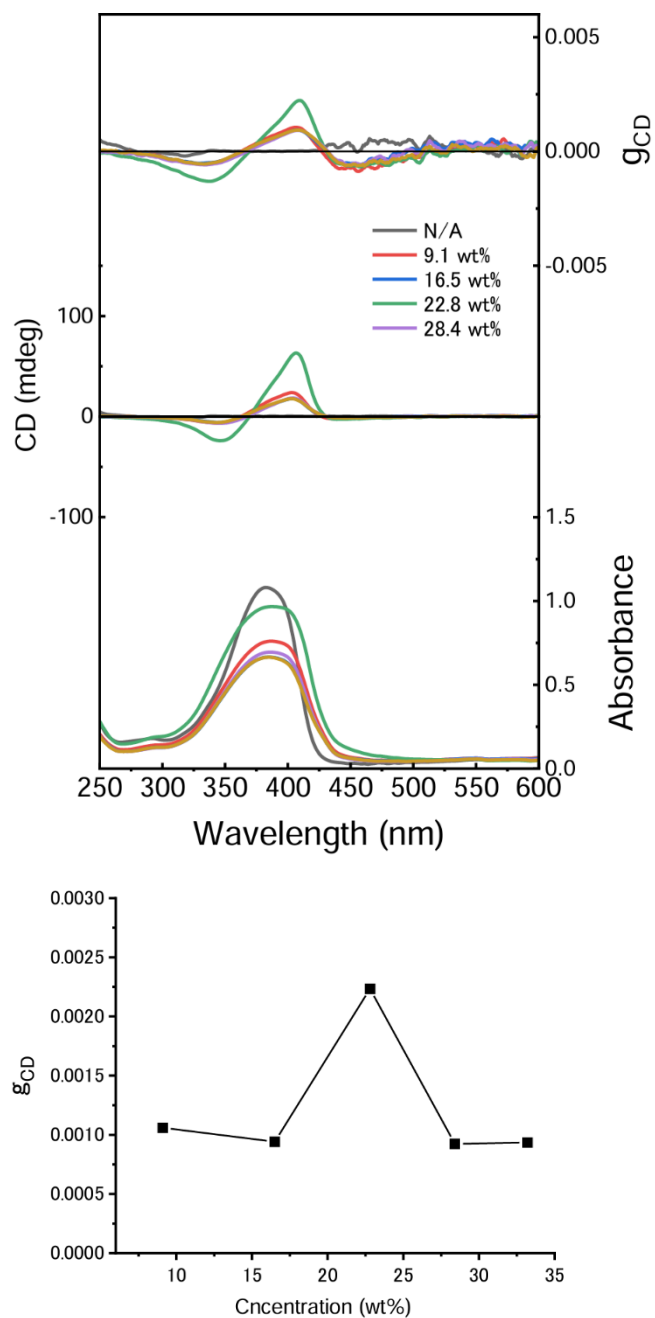 0.005
0.000
g_CD
-0.005
N/A
9.1 wt%
16.5 wt%
22.8 wt%
28.4 wt%
100
0
-100
CD (mdeg)
1.5
1.0
0.5
0.0
Absorbance
250 300 350 400 450 500 550 600
Wavelength (nm)
0.0030
0.0025
0.0020
0.0015
0.0010
0.0005
0.0000
g_CD
10 15 20 25 30 35
Cncentration (wt%)